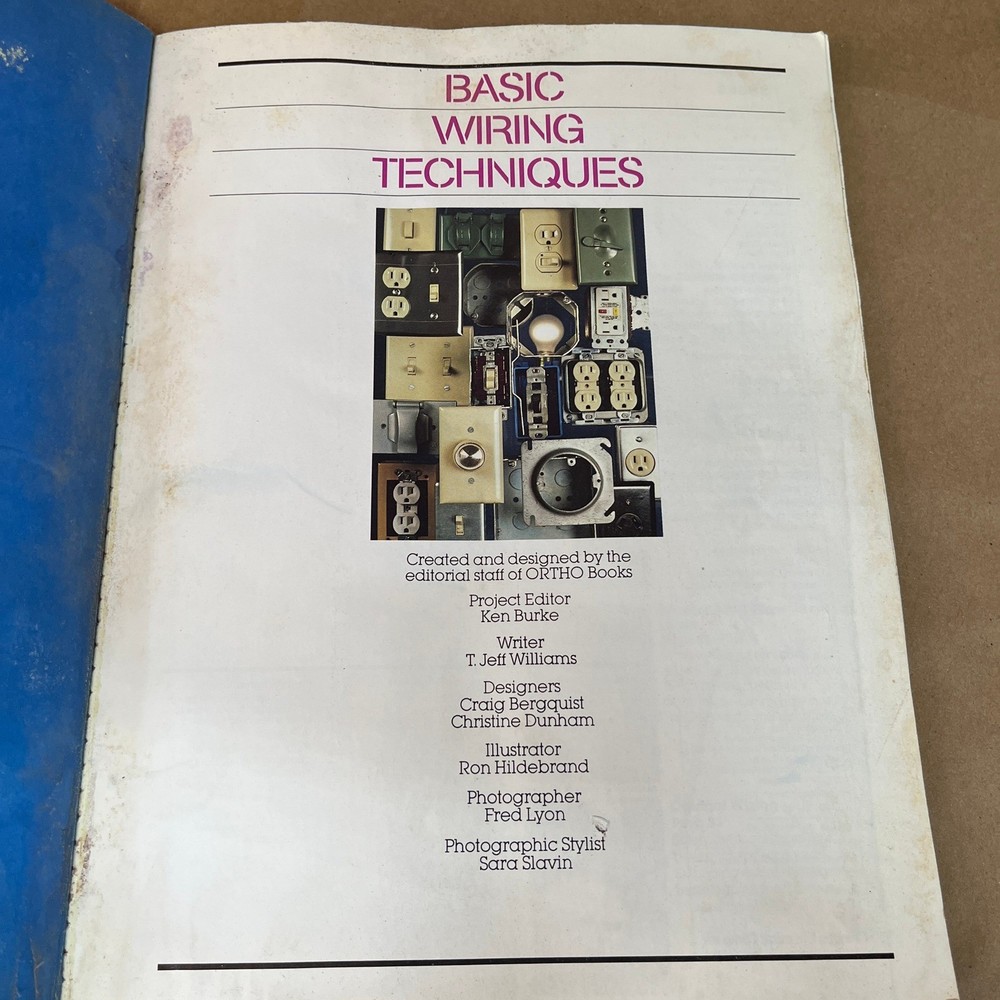 BASIC
WIRING
TECHNIQUES
Created and designed by the
editorial staff of ORTHO Books
Project Editor
Ken Burke
Writer
T. Jeff Williams
Designers
Craig Bergquist
Christine Dunham
Illustrator
Ron Hildebrand
Photographer
Fred Lyon
Photographic Stylist
Sara Slavin